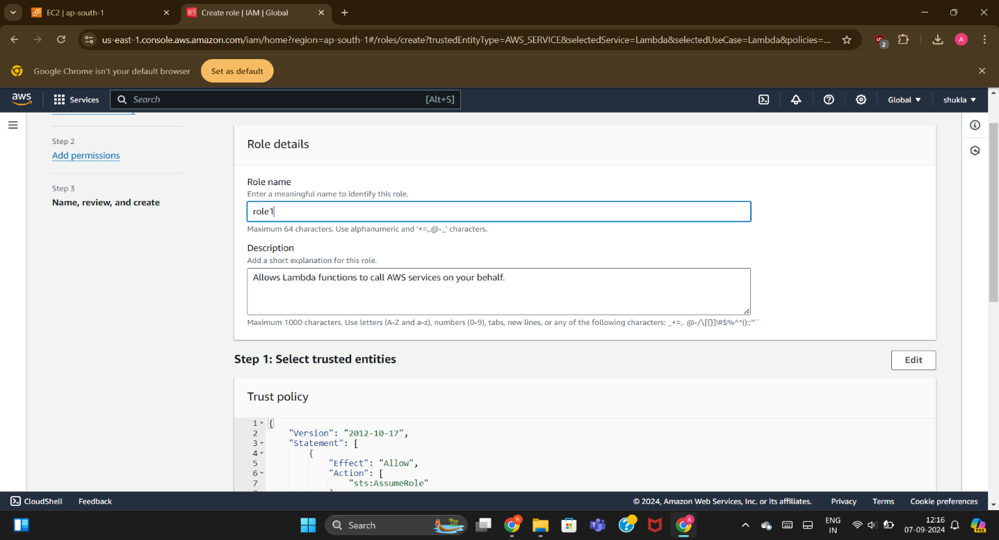 EC2 | ap-south-1
Create role | IAM | Global
us-east-1.console.aws.amazon.com/iam/home?region=ap-south-1#/roles/create?trustedEntityType=AWS_SERVICE&selectedService=Lambda&selectedUseCase=Lambda&policies=...
2
A
Google Chrome isn't your default browser
Set as default
aws
Services
Search
[Alt+S]
Global
shukla
Step 2
Add permissions
Step 3
Name, review, and create
Role details
Role name
Enter a meaningful name to identify this role.
role1
Maximum 64 characters. Use alphanumeric and '+=,.@-_' characters.
Description
Add a short explanation for this role.
Allows Lambda functions to call AWS services on your behalf.
Maximum 1000 characters. Use letters (A-Z and a-z), numbers (0-9), tabs, new lines, or any of the following characters: _+=,. @-/\[{}]!#$%^*();:"'`
Step 1: Select trusted entities
Edit
Trust policy
1 {
2 "Version": "2012-10-17",
3 "Statement": [
4 {
5 "Effect": "Allow",
6 "Action": [
7 "sts:AssumeRole"
CloudShell
Feedback
© 2024, Amazon Web Services, Inc. or its affiliates.
Privacy
Terms
Cookie preferences
Search
R
A
ENG
IN
12:16
07-09-2024
PRE